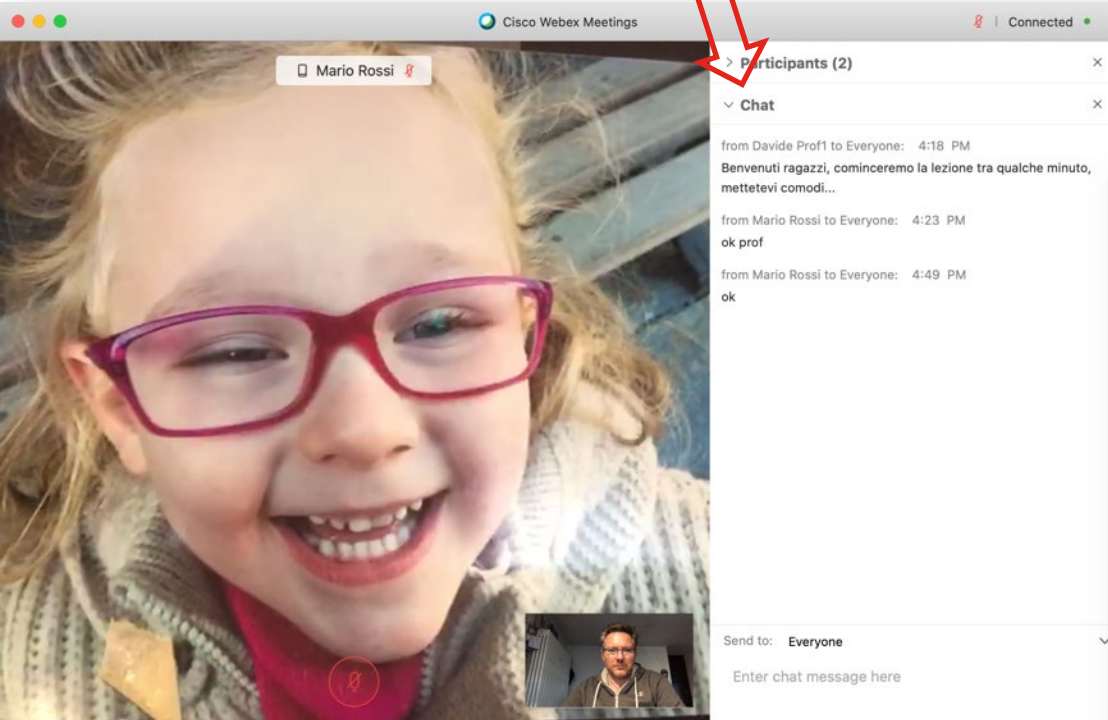 Cisco Webex Meetings
Connected
Mario Rossi
Participants (2)
Chat
from Davide Prof1 to Everyone: 4:18 PM
Benvenuti ragazzi, cominceremo la lezione tra qualche minuto,
mettetevi comodi...
from Mario Rossi to Everyone: 4:23 PM
ok prof
from Mario Rossi to Everyone: 4:49 PM
ok
Send to: Everyone
Enter chat message here